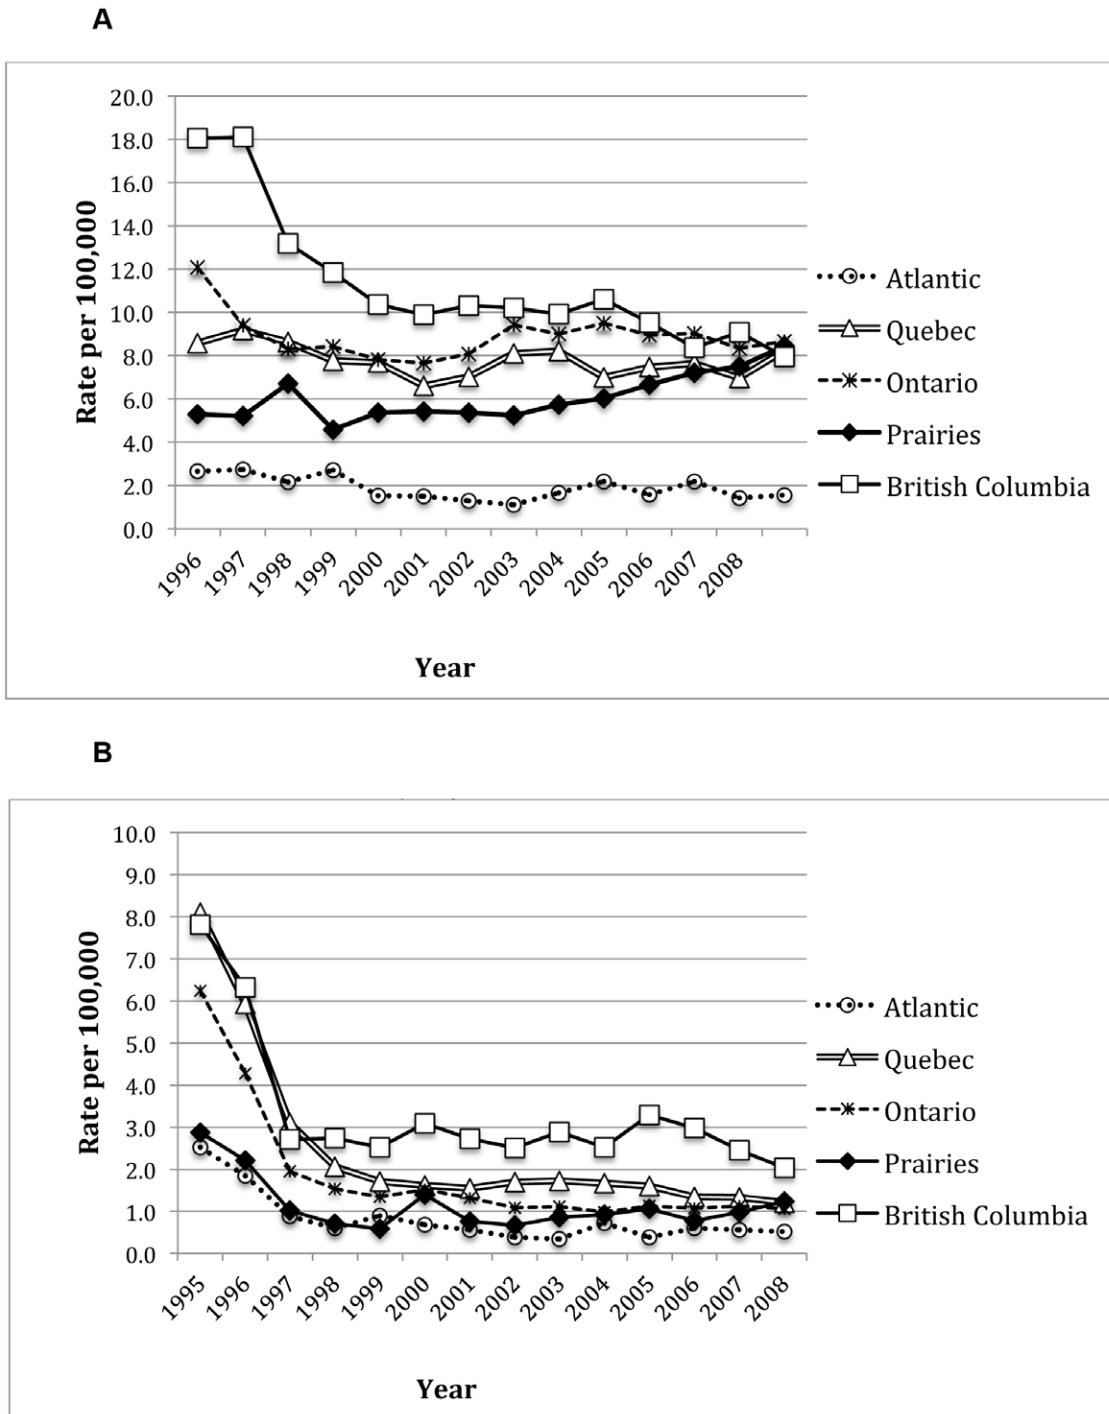 A
20.0
18.0
16.0
14.0
12.0
10.0
8.0
6.0
4.0
2.0
0.0
Rate per 100,000
1996 1997 1998 1999 2000 2001 2002 2003 2004 2005 2006 2007 2008
Year
Atlantic
Quebec
Ontario
Prairies
British Columbia
B
10.0
9.0
8.0
7.0
6.0
5.0
4.0
3.0
2.0
1.0
0.0
Rate per 100,000
1995 1996 1997 1998 1999 2000 2001 2002 2003 2004 2005 2006 2007 2008
Year
Atlantic
Quebec
Ontario
Prairies
British Columbia